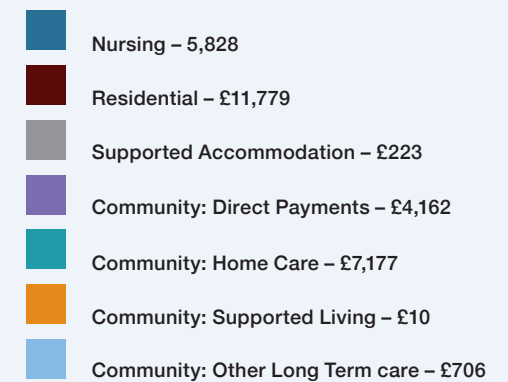 Nursing – 5,828
Residential – £11,779
Supported Accommodation – £223
Community: Direct Payments – £4,162
Community: Home Care – £7,177
Community: Supported Living – £10
Community: Other Long Term care – £706